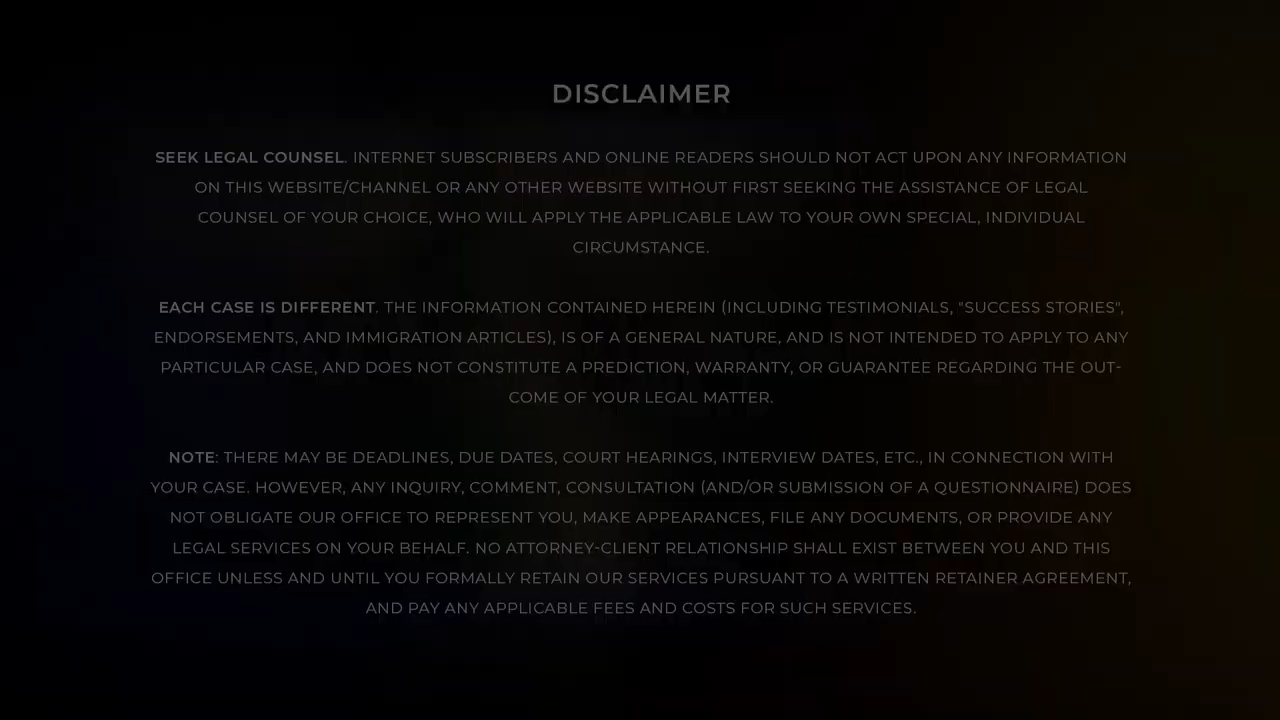 DISCLAIMER
SEEK LEGAL COUNSEL. INTERNET SUBSCRIBERS AND ONLINE READERS SHOULD NOT ACT UPON ANY INFORMATION
ON THIS WEBSITE/CHANNEL OR ANY OTHER WEBSITE WITHOUT FIRST SEEKING THE ASSISTANCE OF LEGAL
COUNSEL OF YOUR CHOICE, WHO WILL APPLY THE APPLICABLE LAW TO YOUR OWN SPECIAL, INDIVIDUAL
CIRCUMSTANCE.
EACH CASE IS DIFFERENT. THE INFORMATION CONTAINED HEREIN (INCLUDING TESTIMONIALS, "SUCCESS STORIES",
ENDORSEMENTS, AND IMMIGRATION ARTICLES), IS OF A GENERAL NATURE, AND IS NOT INTENDED TO APPLY TO ANY
PARTICULAR CASE, AND DOES NOT CONSTITUTE A PREDICTION, WARRANTY, OR GUARANTEE REGARDING THE OUT-
COME OF YOUR LEGAL MATTER.
NOTE: THERE MAY BE DEADLINES, DUE DATES, COURT HEARINGS, INTERVIEW DATES, ETC., IN CONNECTION WITH
YOUR CASE. HOWEVER, ANY INQUIRY, COMMENT, CONSULTATION (AND/OR SUBMISSION OF A QUESTIONNAIRE) DOES
NOT OBLIGATE OUR OFFICE TO REPRESENT YOU, MAKE APPEARANCES, FILE ANY DOCUMENTS, OR PROVIDE ANY
LEGAL SERVICES ON YOUR BEHALF. NO ATTORNEY-CLIENT RELATIONSHIP SHALL EXIST BETWEEN YOU AND THIS
OFFICE UNLESS AND UNTIL YOU FORMALLY RETAIN OUR SERVICES PURSUANT TO A WRITTEN RETAINER AGREEMENT,
AND PAY ANY APPLICABLE FEES AND COSTS FOR SUCH SERVICES.